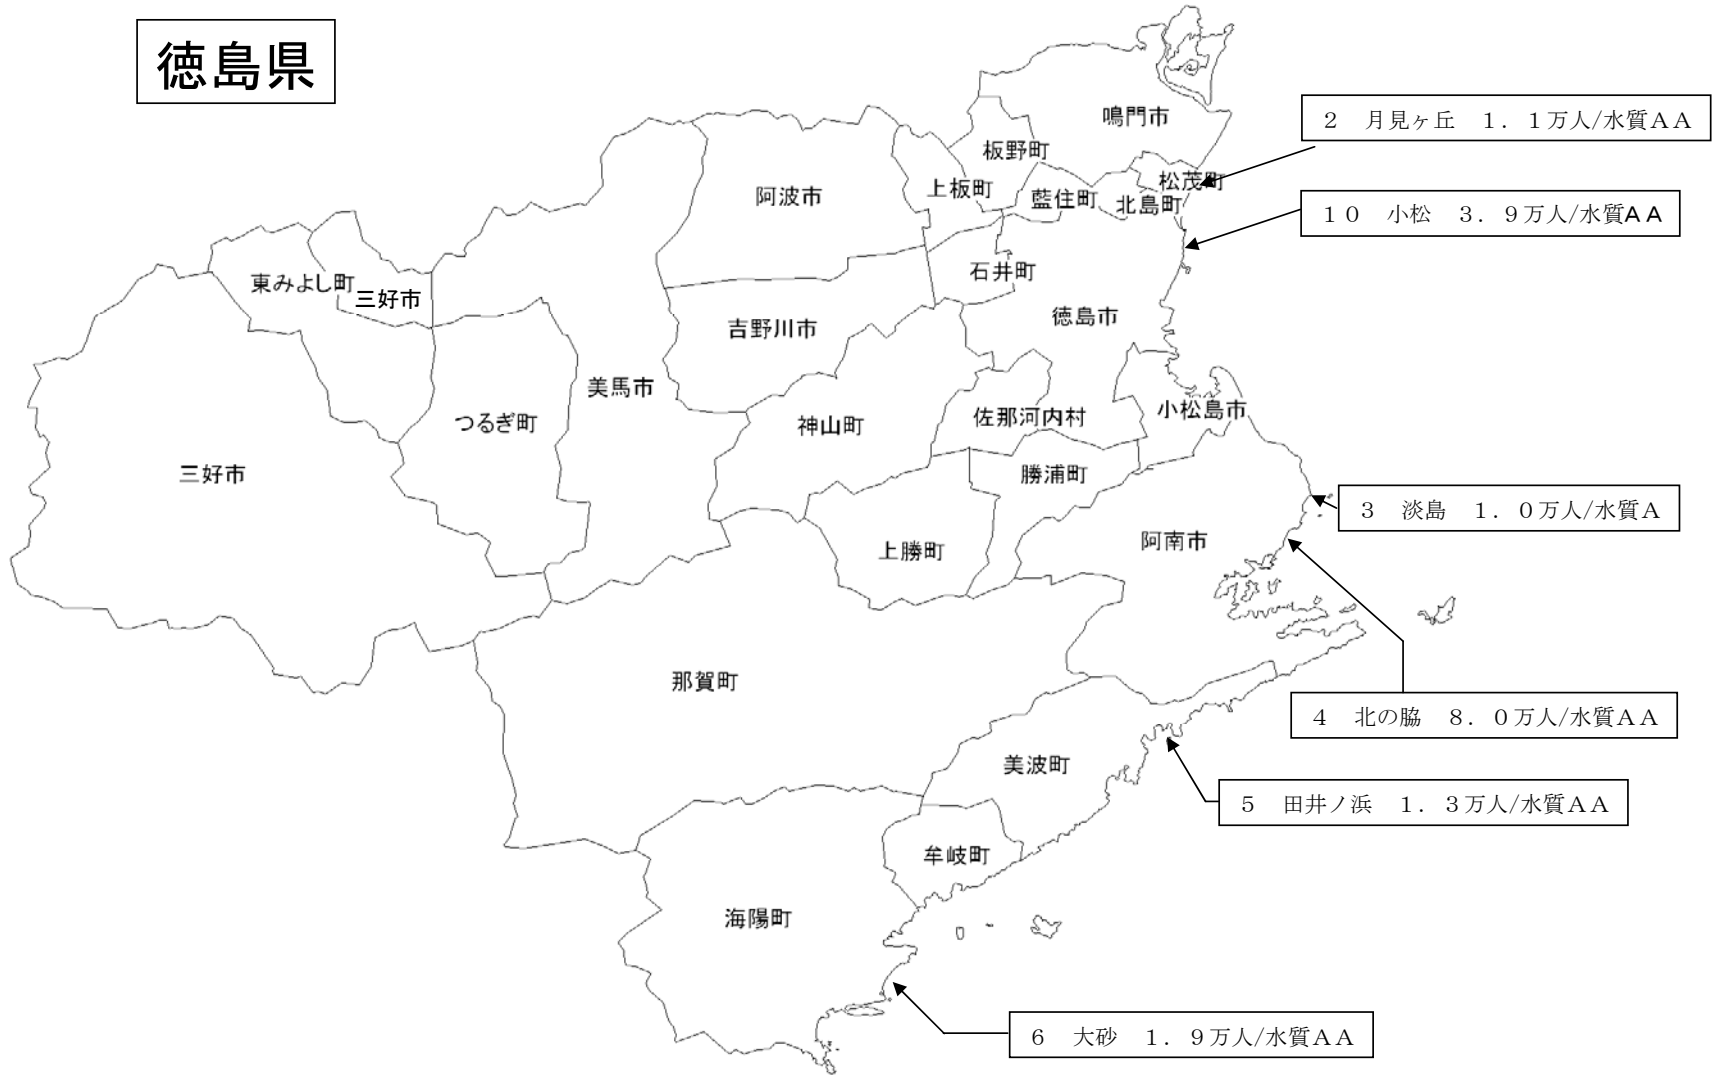 徳島県
鳴門市
２　月見ヶ丘　１．１万人/水質ＡＡ
板野町
松茂町
上板町
阿波市
藍住町
北島町
１０　小松　３．９万人/水質ＡＡ
石井町
東みよし町
三好市
徳島市
吉野川市
美馬市
小松島市
つるぎ町
神山町
佐那河内村
三好市
勝浦町
３　淡島　１．０万人/水質Ａ
阿南市
上勝町
那賀町
４　北の脇　８．０万人/水質ＡＡ
美波町
５　田井ノ浜　１．３万人/水質ＡＡ
牟岐町
海陽町
６　大砂　１．９万人/水質ＡＡ